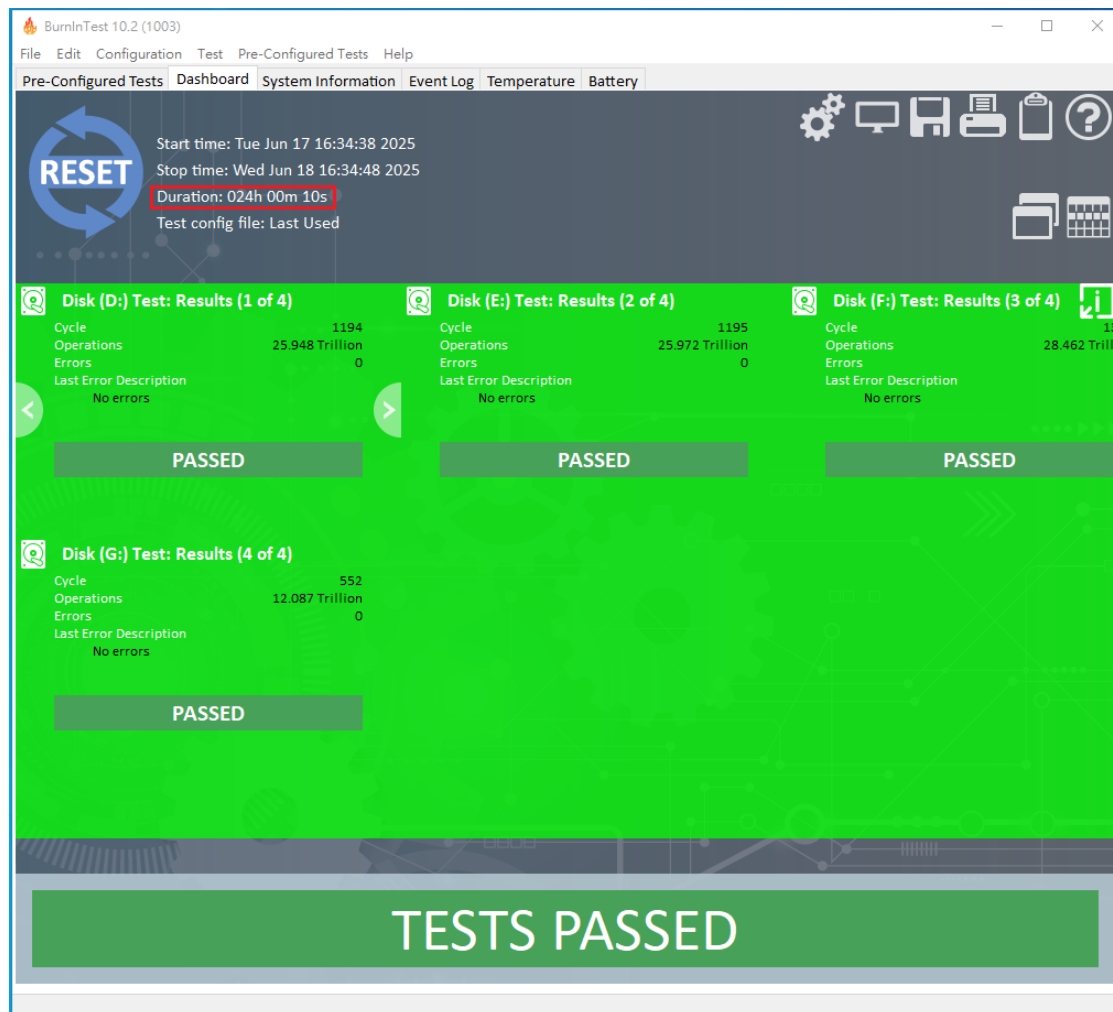 BurnInTest 10.2 (1003)
File Edit Configuration Test Pre-Configured Tests Help
Pre-Configured Tests Dashboard System Information Event Log Temperature Battery
RESET
Start time: Tue Jun 17 16:34:38 2025
Stop time: Wed Jun 18 16:34:48 2025
Duration: 024h 00m 10s
Test config file: Last Used
Disk (D:) Test: Results (1 of 4)
Cycle 1194
Operations 25.948 Trillion
Errors 0
Last Error Description
No errors
PASSED
Disk (E:) Test: Results (2 of 4)
Cycle 1195
Operations 25.972 Trillion
Errors 0
Last Error Description
No errors
PASSED
Disk (F:) Test: Results (3 of 4)
Cycle
Operations 28.462
Errors
Last Error Description
No errors
PASSED
Disk (G:) Test: Results (4 of 4)
Cycle 552
Operations 12.087 Trillion
Errors 0
Last Error Description
No errors
PASSED
TESTS PASSED